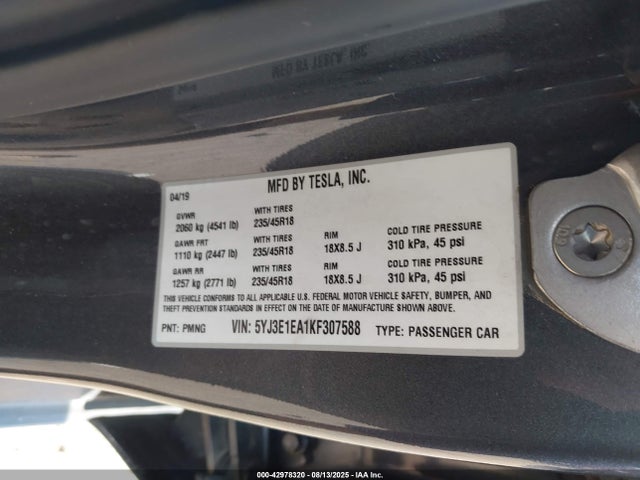 MFD BY TESLA, INC.
04/19
GVWR
2060 kg (4541 lb)
WITH TIRES
235/45R18
GAWR FRT
1110 kg (2447 lb)
WITH TIRES
235/45R18
RIM
18X8.5 J
COLD TIRE PRESSURE
310 kPa, 45 psi
GAWR RR
1257 kg (2771 lb)
WITH TIRES
235/45R18
RIM
18X8.5 J
COLD TIRE PRESSURE
310 kPa, 45 psi
THIS VEHICLE CONFORMS TO ALL APPLICABLE U.S. FEDERAL MOTOR VEHICLE SAFETY, BUMPER, AND
THEFT PREVENTION STANDARDS IN EFFECT ON THE DATE OF MANUFACTURE SHOWN ABOVE.
PNT: PMNG VIN: 5YJ3E1EA1KF307588 TYPE: PASSENGER CAR
000-42978320 - 08/13/2025 - IAA Inc.